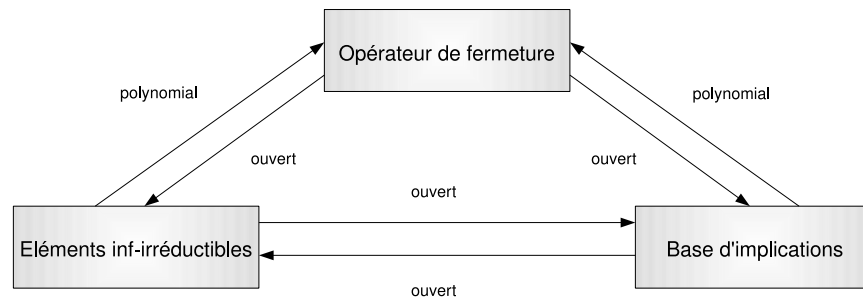 Opérateur de fermeture
polynomial
polynomial
ouvert
ouvert
ouvert
Eléments inf-irréductibles
Base d'implications
ouvert